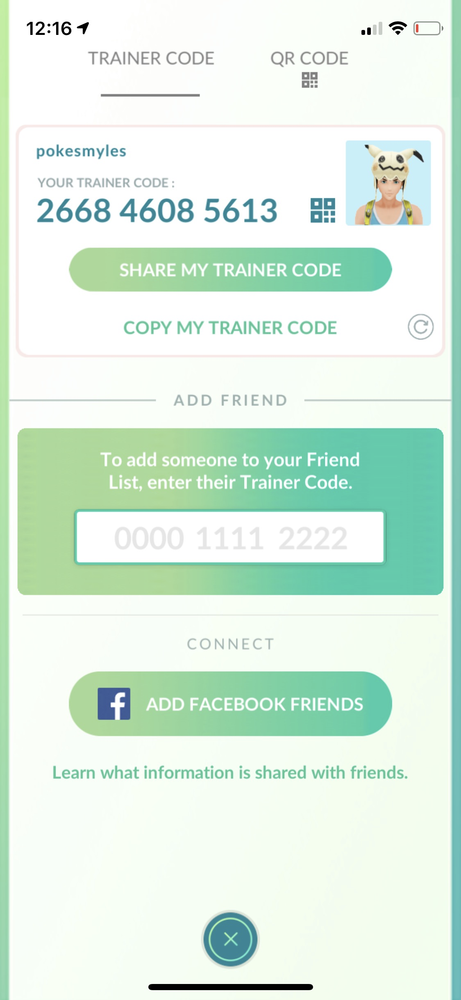 12:16
TRAINER CODE
QR CODE
pokesmyles
YOUR TRAINER CODE :
2668 4608 5613
SHARE MY TRAINER CODE
COPY MY TRAINER CODE
ADD FRIEND
To add someone to your Friend
List, enter their Trainer Code.
0000 1111 2222
CONNECT
f ADD FACEBOOK FRIENDS
Learn what information is shared with friends.